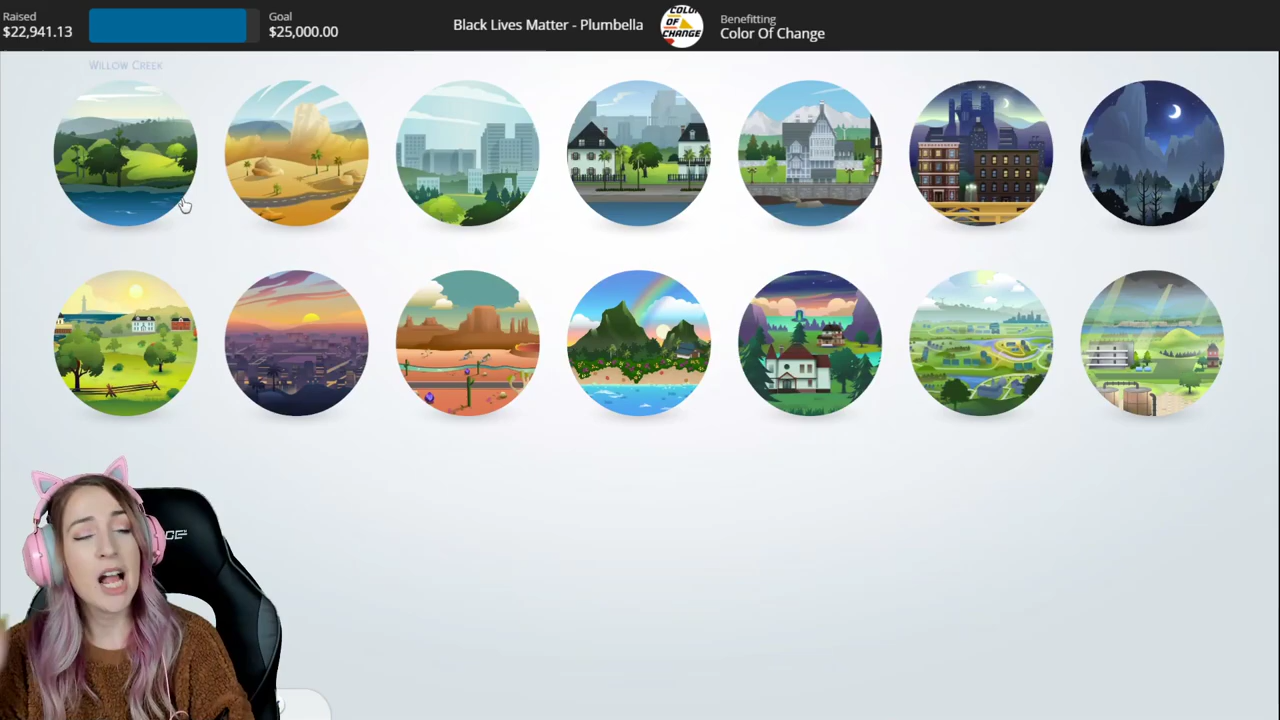 Raised
$22,941.13
Goal
$25,000.00
Black Lives Matter - Plumbella
COLOR
OF
CHANGE
Benefitting
Color Of Change
WILLOW CREEK